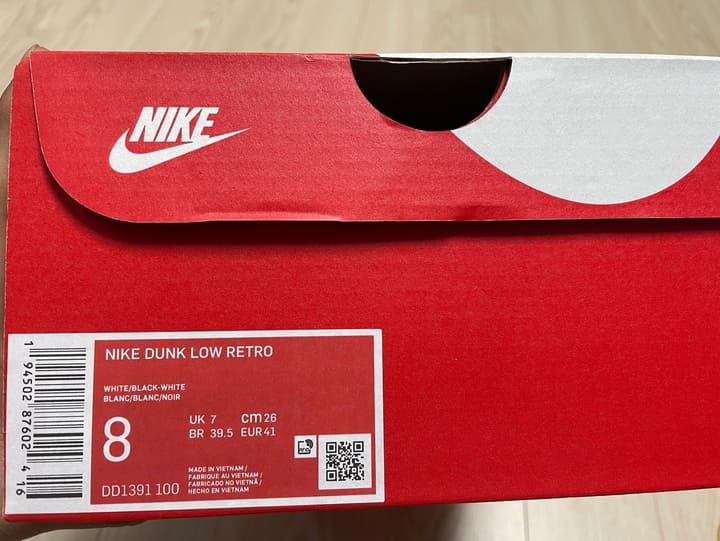 NIKE
NIKE DUNK LOW RETRO
WHITE/BLACK-WHITE
BLANC/BLANC/NOIR
8
UK 7 cm 26
BR 39.5 EUR 41
MADE IN VIETNAM /
FABRIQUE AU VIETNAM /
FABRICADO NO VIETNÃ /
HECHO EN VIETNAM
DD1391 100
1 94502 87602 4 16